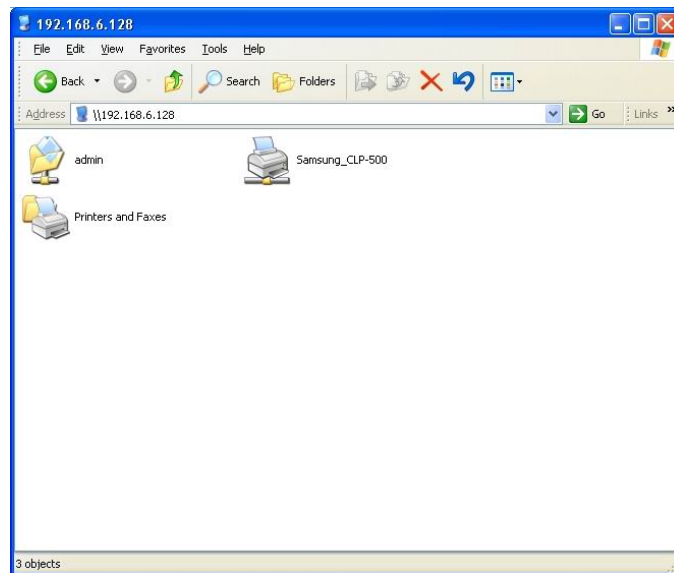 192.168.6.128
File Edit View Favorites Tools Help
Back Search Folders
Address \\192.168.6.128 Go Links »
admin Samsung_CLP-500
Printers and Faxes
3 objects